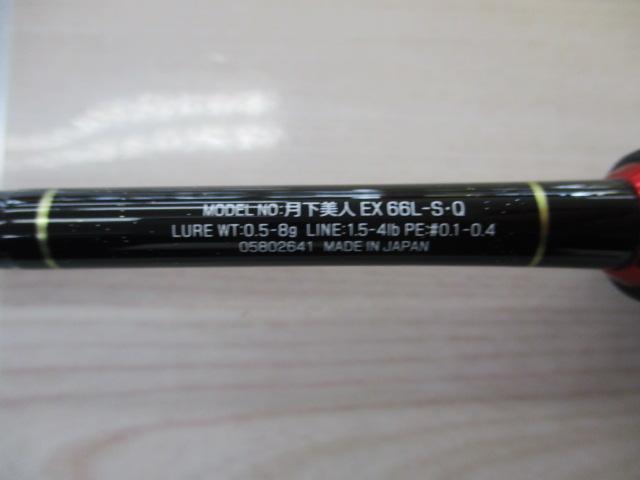 MODEL NO:月下美人 EX 66L-S・Q
LURE WT:0.5-8g LINE:1.5-4lb PE:#0.1-0.4
05802641 MADE IN JAPAN